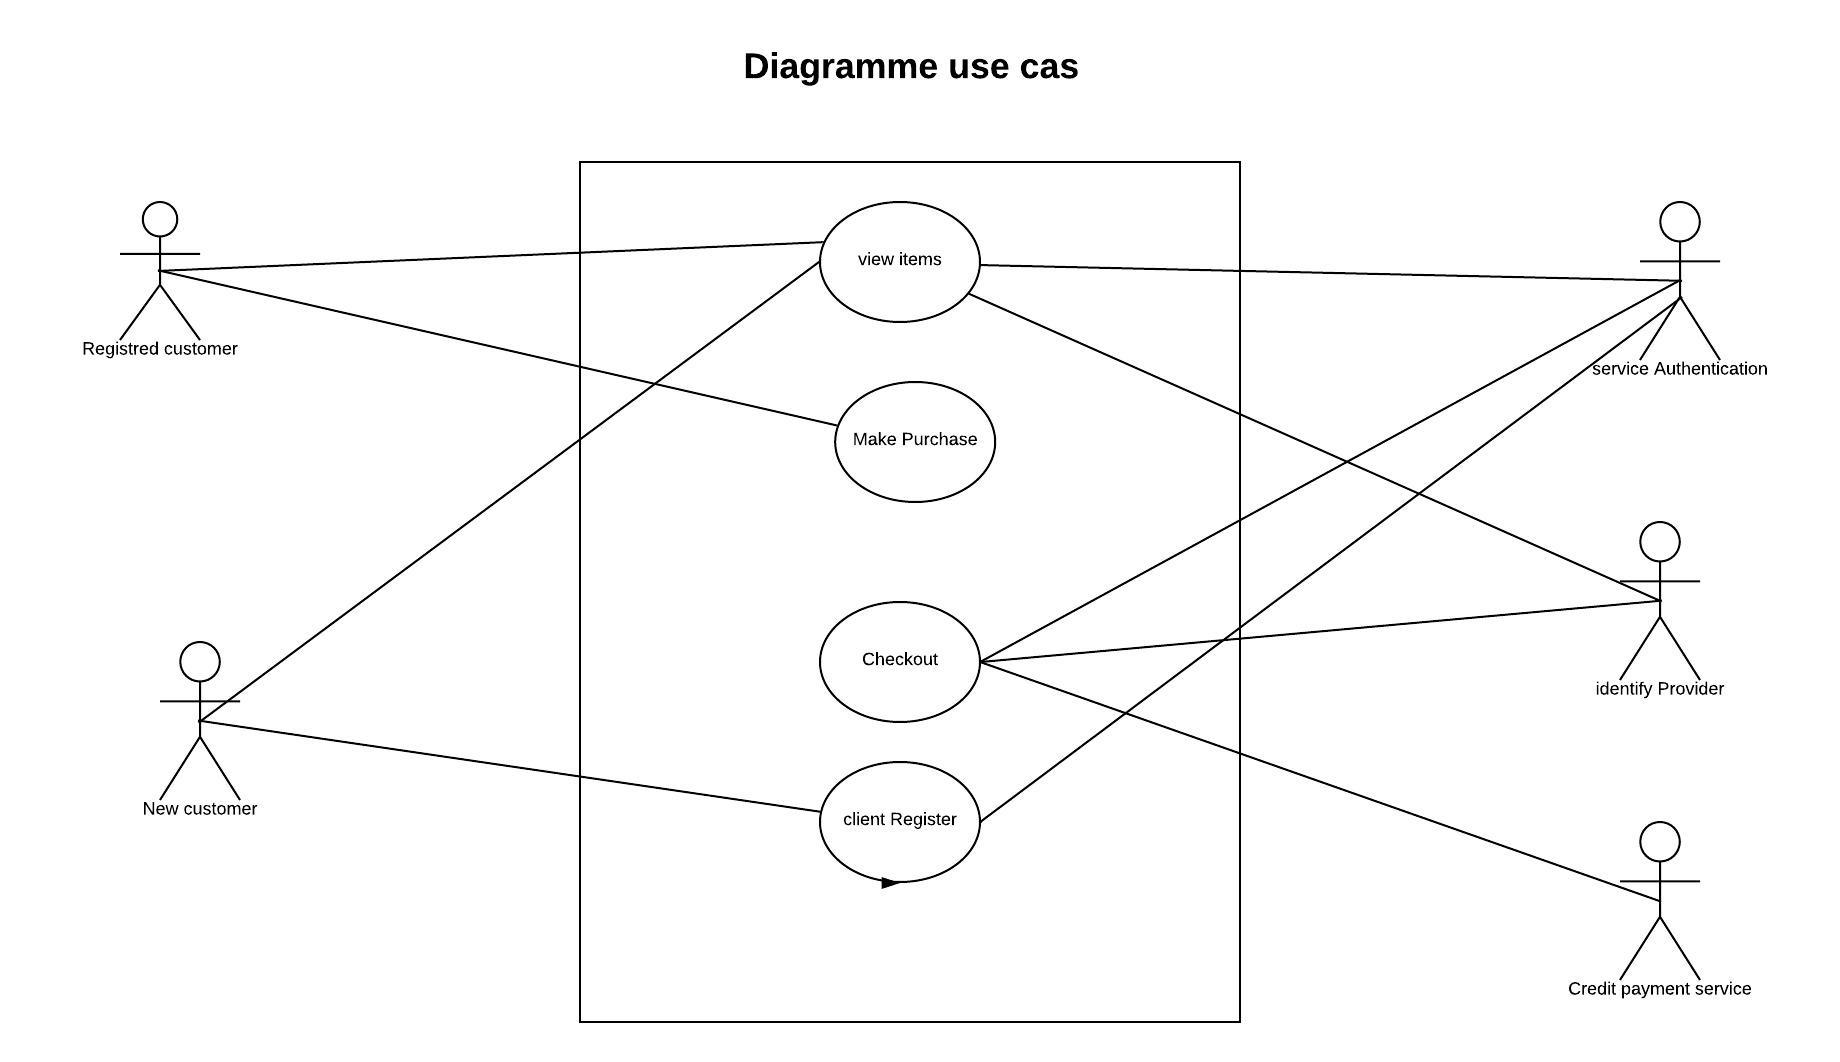 Diagramme use cas
view items
Registred customer
service Authentication
Make Purchase
Checkout
identify Provider
New customer
client Register
Credit payment service